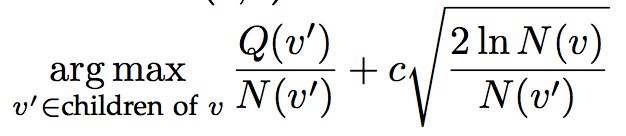 arg max Q(v′)/N(v′) + c√(2 ln N(v)/N(v′))
v′∈children of v